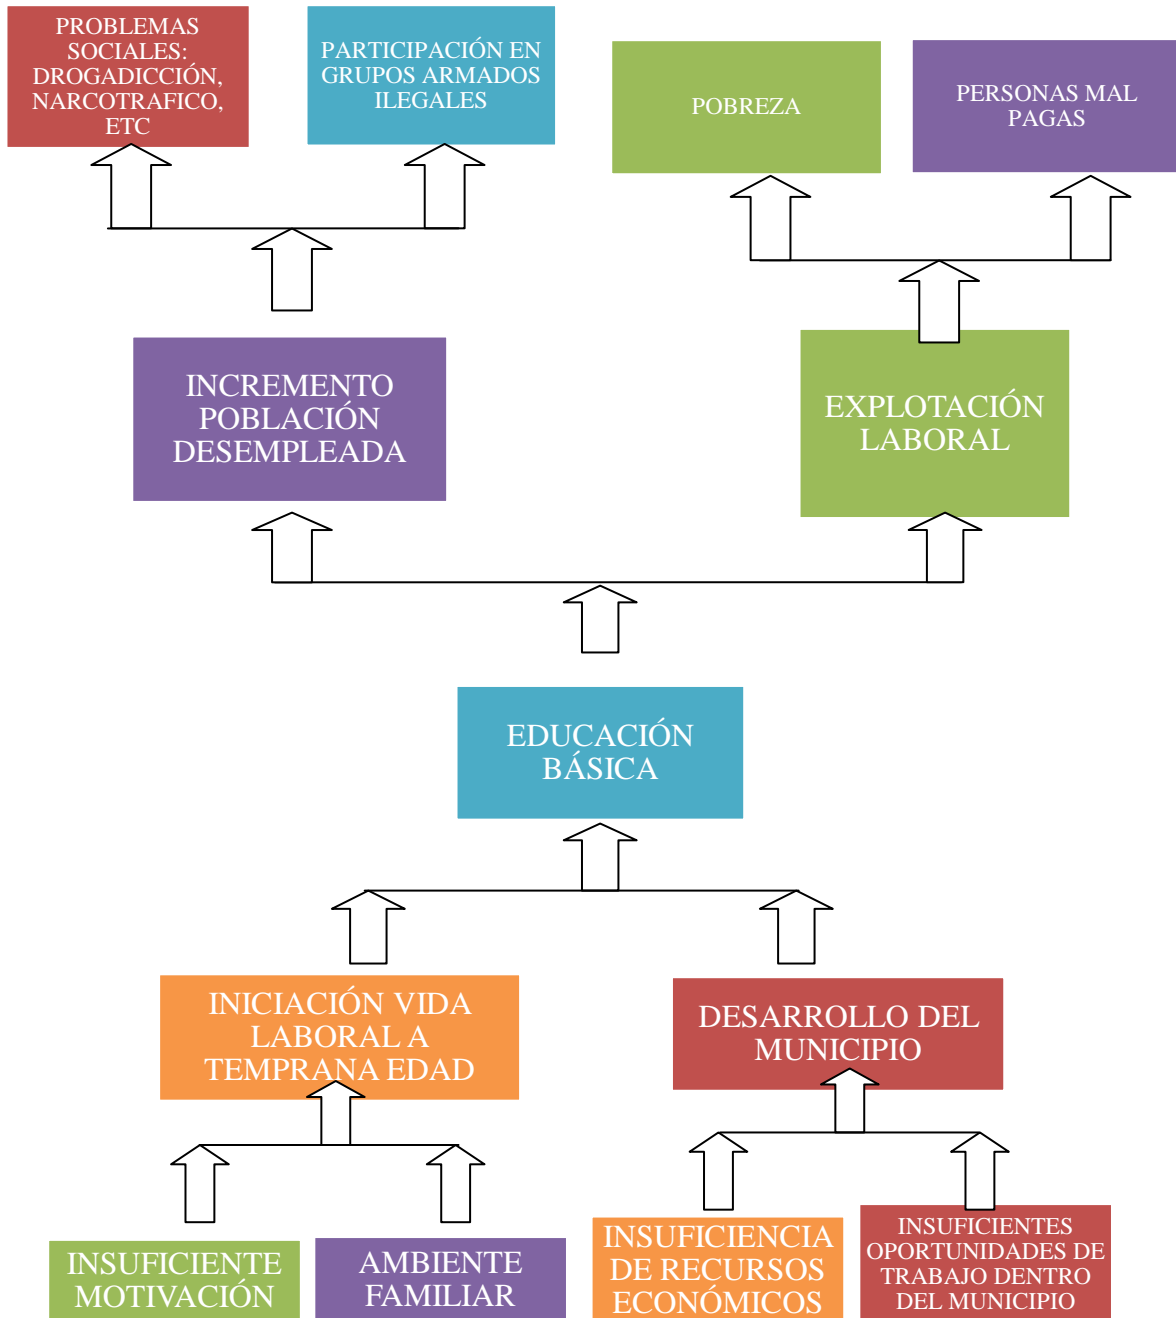 PROBLEMAS
SOCIALES:
DROGADICCIÓN,
NARCOTRAFICO,
ETC
PARTICIPACIÓN EN
GRUPOS ARMADOS
ILEGALES
POBREZA
PERSONAS MAL
PAGAS
INCREMENTO
POBLACIÓN
DESEMPLEADA
EXPLOTACIÓN
LABORAL
EDUCACIÓN
BÁSICA
INICIACIÓN VIDA
LABORAL A
TEMPRANA EDAD
DESARROLLO DEL
MUNICIPIO
INSUFICIENTE
MOTIVACIÓN
AMBIENTE
FAMILIAR
INSUFICIENCIA
DE RECURSOS
ECONÓMICOS
INSUFICIENTES
OPORTUNIDADES DE
TRABAJO DENTRO
DEL MUNICIPIO